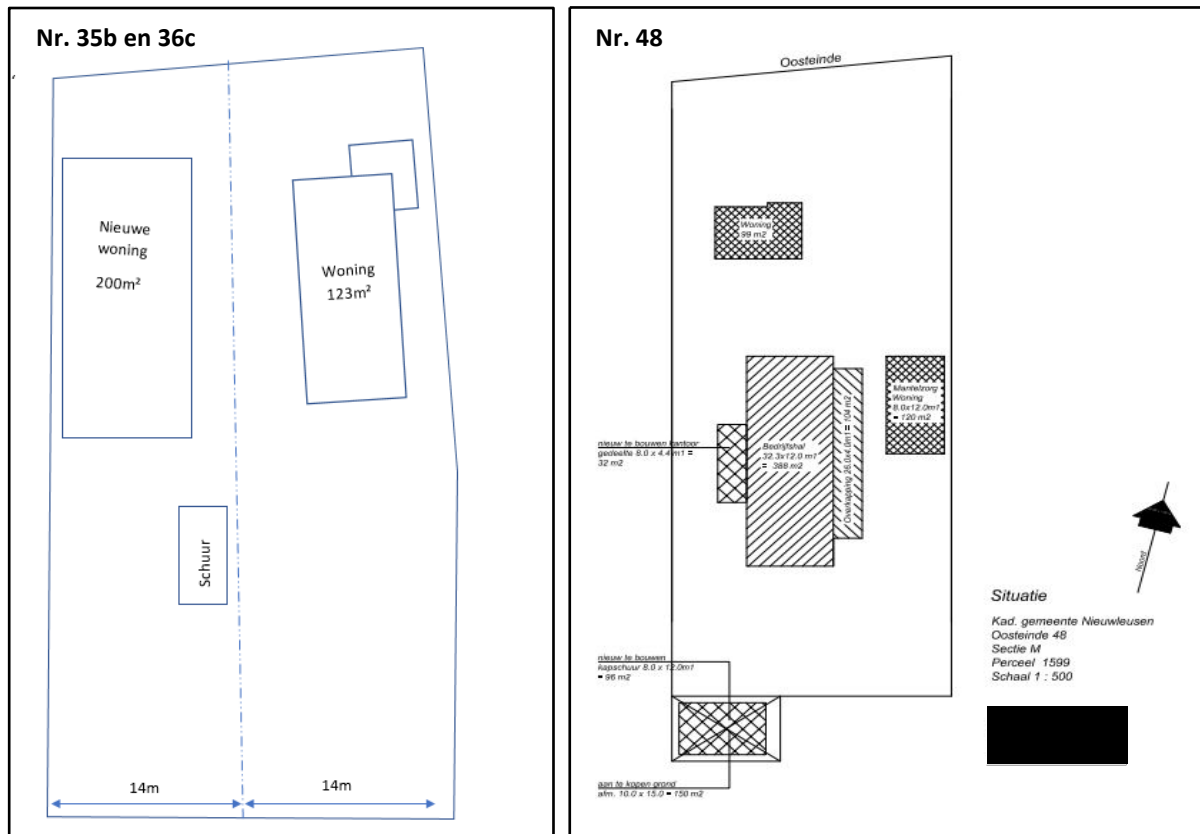 Nr. 35b en 36c
Nieuwe
woning
200m²
Woning
123m²
Schuur
14m
14m
Nr. 48
Oosteinde
Woning
99 m2
Mantelzorg
Woning
8.0x12.0m1
= 120 m2
nieuw te bouwen kantoor
gedeelte 8.0 x 4.4 m1 =
32 m2
Bedrijfshal
32.3x12.0 m1
= 388 m2
Overkapping 26.0x4.0m1= 104 m2
Noord
Situatie
Kad. gemeente Nieuwleusen
Oosteinde 48
Sectie M
Perceel 1599
Schaal 1 : 500
nieuw te bouwen
kapschuur 8.0 x 12.0m1
= 96 m2
aan te kopen grond
afm. 10.0 x 15.0 = 150 m2